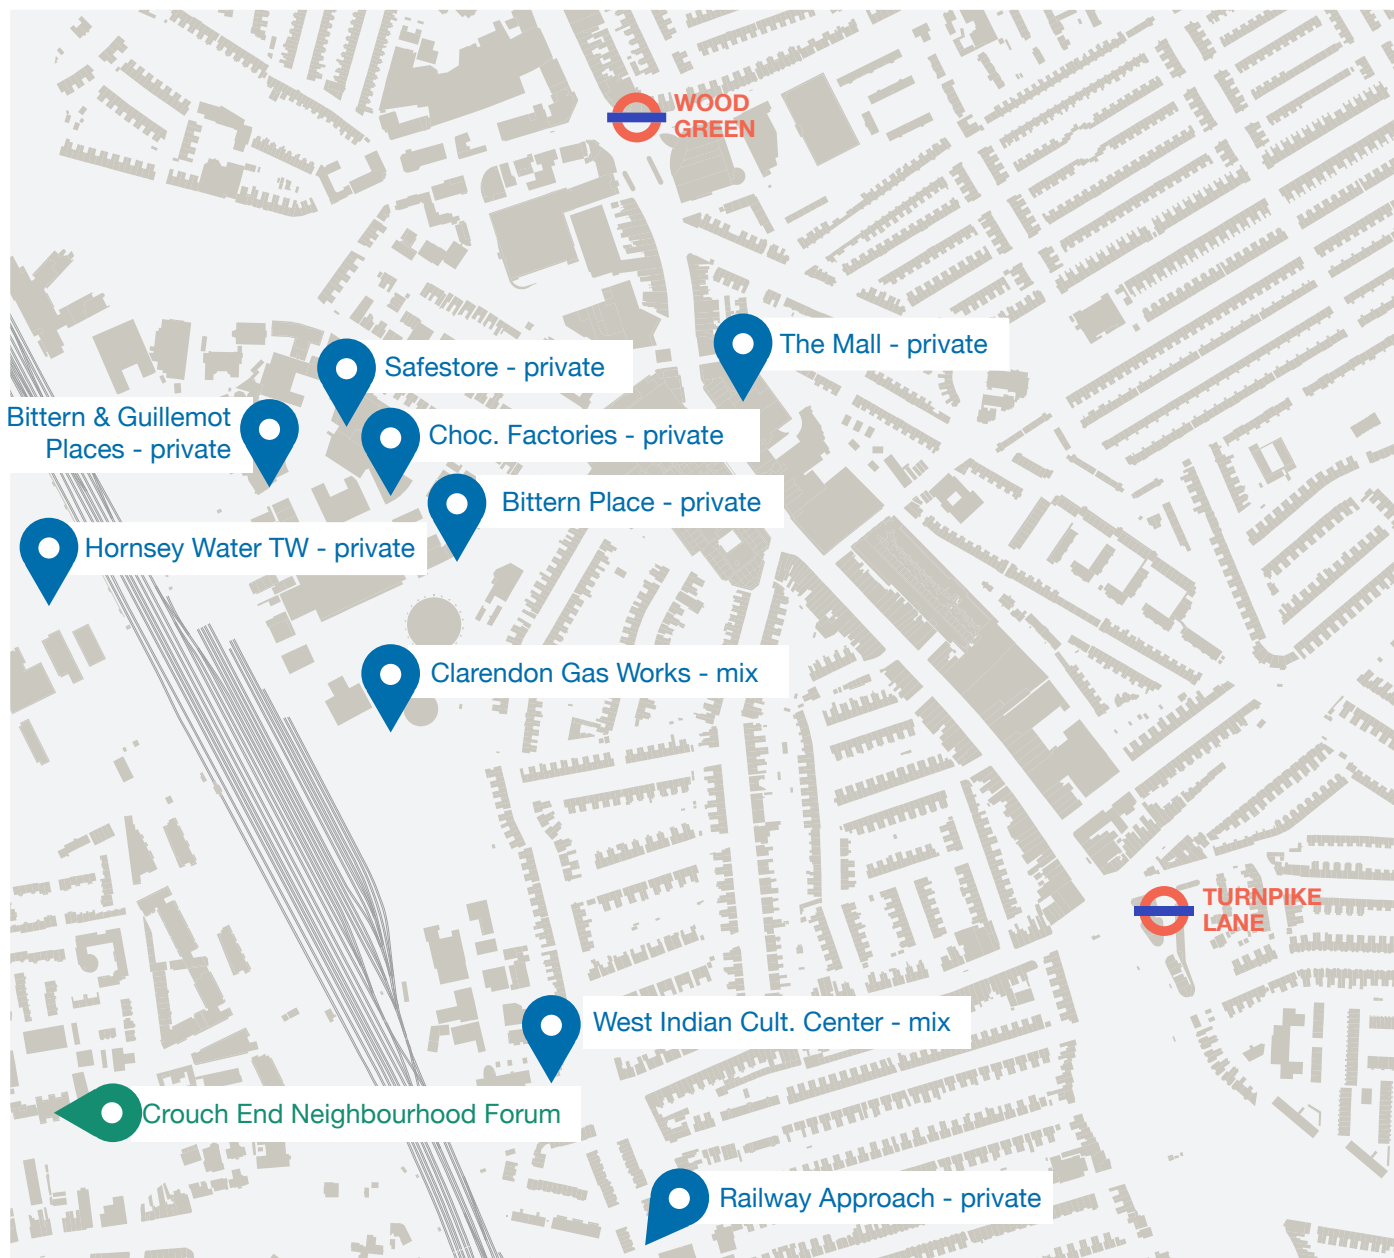 WOOD
GREEN
The Mall - private
Safestore - private
Bittern & Guillemot
Places - private
Choc. Factories - private
Bittern Place - private
Hornsey Water TW - private
Clarendon Gas Works - mix
TURNPIKE
LANE
West Indian Cult. Center - mix
Crouch End Neighbourhood Forum
Railway Approach - private